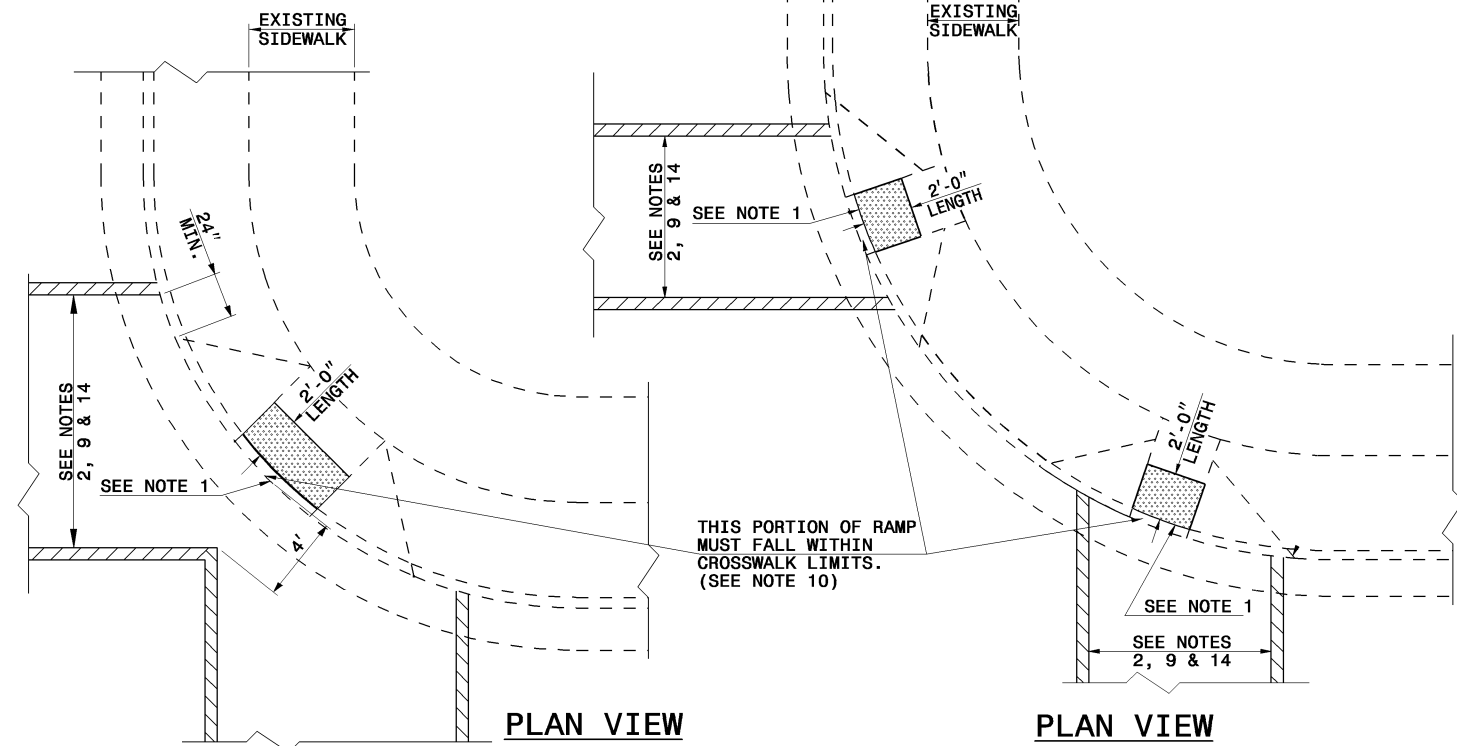 EXISTING
SIDEWALK
24"
MIN.
SEE NOTES
2, 9 & 14
2'-0"
LENGTH
SEE NOTE 1
4'
PLAN VIEW
THIS PORTION OF RAMP
MUST FALL WITHIN
CROSSWALK LIMITS.
(SEE NOTE 10)
EXISTING
SIDEWALK
SEE NOTES
2, 9 & 14
SEE NOTE 1
2'-0"
LENGTH
2'-0"
LENGTH
SEE NOTE 1
SEE NOTES
2, 9 & 14
PLAN VIEW